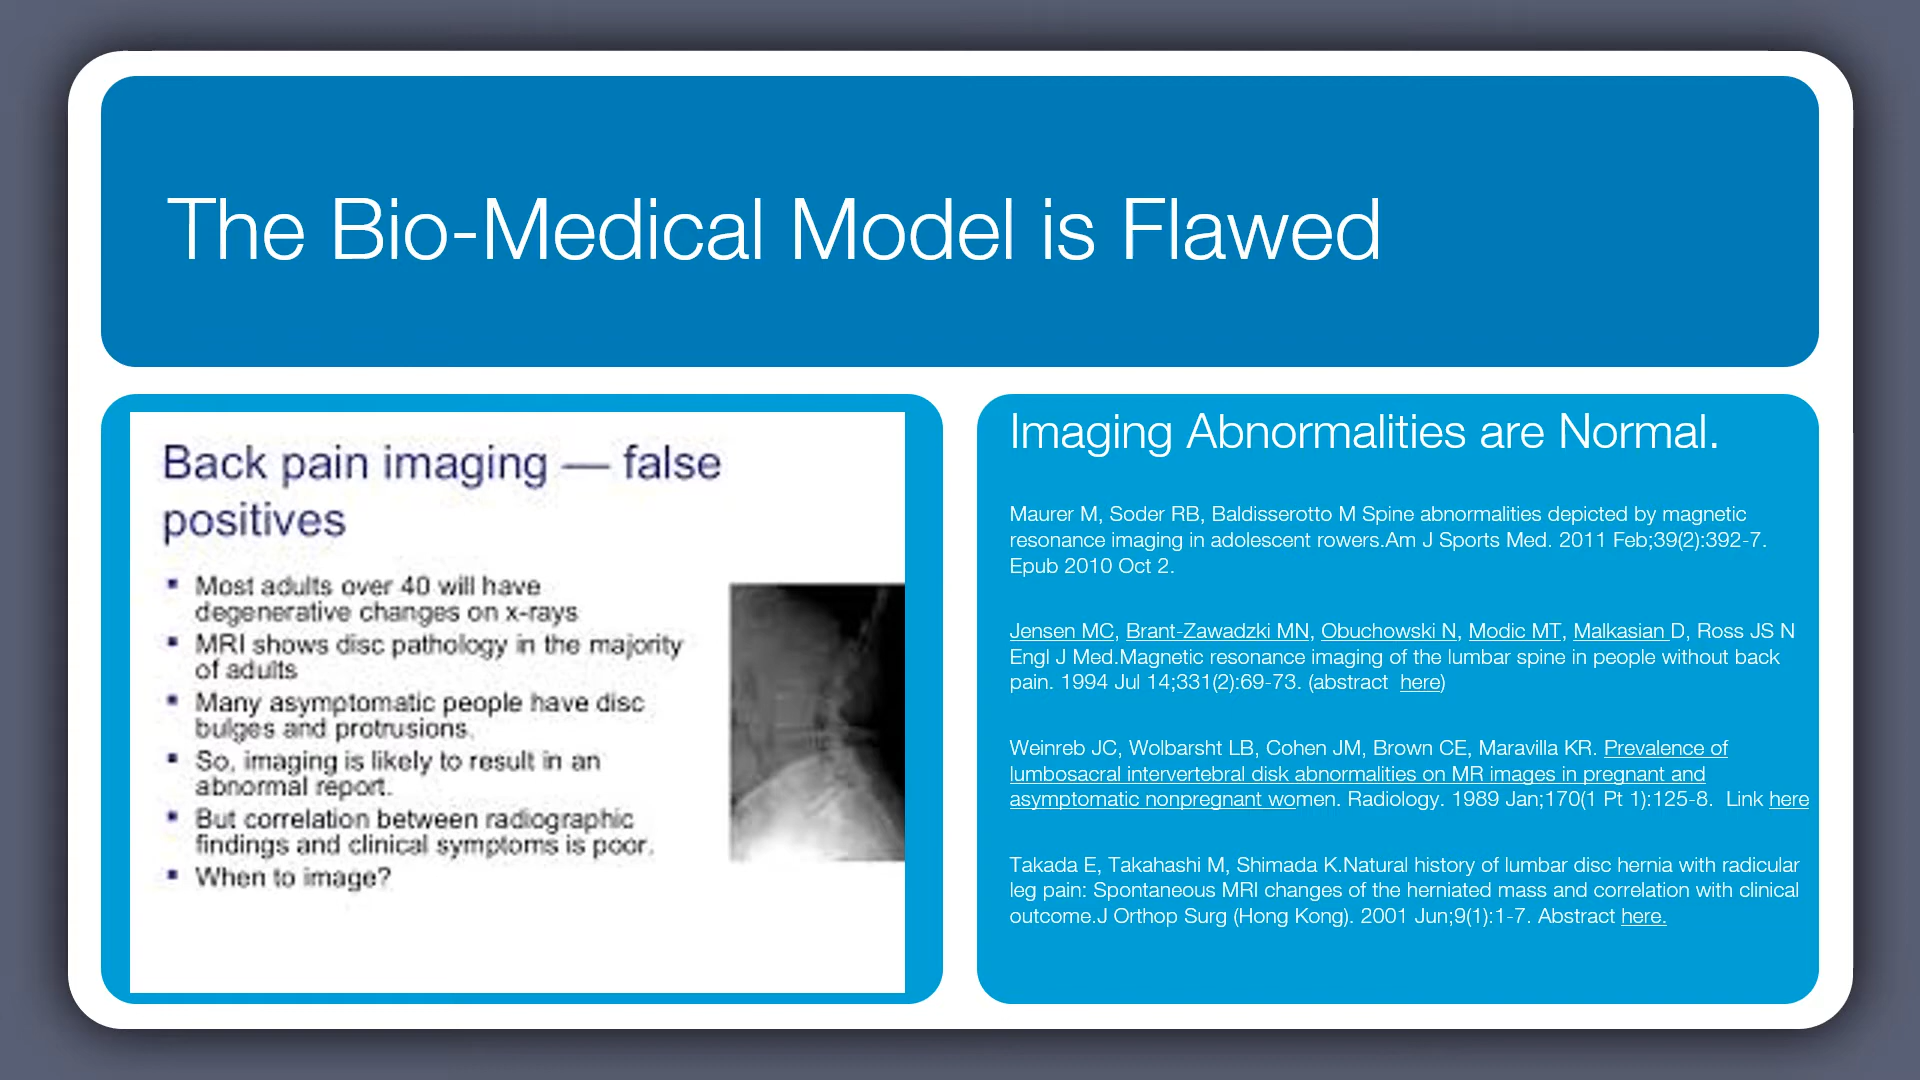 The Bio-Medical Model is Flawed
Back pain imaging — false
positives
▪ Most adults over 40 will have
degenerative changes on x-rays
▪ MRI shows disc pathology in the majority
of adults
▪ Many asymptomatic people have disc
bulges and protrusions.
▪ So, imaging is likely to result in an
abnormal report.
▪ But correlation between radiographic
findings and clinical symptoms is poor.
▪ When to image?
Imaging Abnormalities are Normal.
Maurer M, Soder RB, Baldisserotto M Spine abnormalities depicted by magnetic
resonance imaging in adolescent rowers.Am J Sports Med. 2011 Feb;39(2):392-7.
Epub 2010 Oct 2.
Jensen MC, Brant-Zawadzki MN, Obuchowski N, Modic MT, Malkasian D, Ross JS N
Engl J Med.Magnetic resonance imaging of the lumbar spine in people without back
pain. 1994 Jul 14;331(2):69-73. (abstract  here)
Weinreb JC, Wolbarsht LB, Cohen JM, Brown CE, Maravilla KR. Prevalence of
lumbosacral intervertebral disk abnormalities on MR images in pregnant and
asymptomatic nonpregnant women. Radiology. 1989 Jan;170(1 Pt 1):125-8.  Link here
Takada E, Takahashi M, Shimada K.Natural history of lumbar disc hernia with radicular
leg pain: Spontaneous MRI changes of the herniated mass and correlation with clinical
outcome.J Orthop Surg (Hong Kong). 2001 Jun;9(1):1-7. Abstract here.